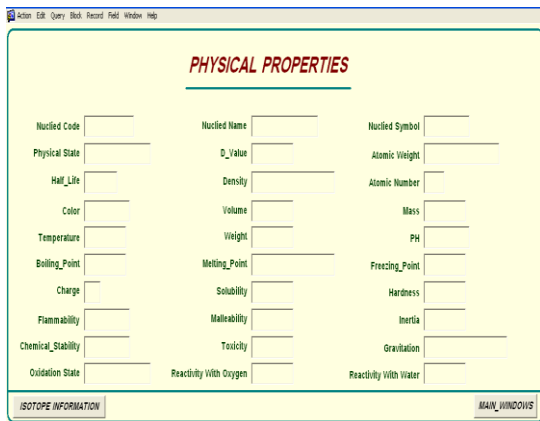 Action Edit Query Block Record Field Window Help
PHYSICAL PROPERTIES
Nuclied Code Nuclied Name Nuclied Symbol
Physical State D_Value Atomic Weight
Half_Life Density Atomic Number
Color Volume Mass
Temperature Weight PH
Boiling_Point Melting_Point Freezing_Point
Charge Solubility Hardness
Flammability Malleability Inertia
Chemical_Stability Toxicity Gravitation
Oxidation State Reactivity With Oxygen Reactivity With Water
ISOTOPE INFORMATION MAIN_WINDOWS